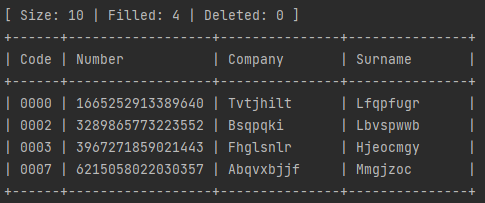 [ Size: 10 | Filled: 4 | Deleted: 0 ]
+------+-----------------+---------------+---------------+
| Code | Number          | Company       | Surname       |
+------+-----------------+---------------+---------------+
| 0000 | 1665252913389640 | Tvtjhilt      | Lfqpfugr      |
| 0002 | 3289865773223552 | Bsqpqki       | Lbvspwwb      |
| 0003 | 3967271859021443 | Fhglsnlr      | Hjeocmgy      |
| 0007 | 6215058022030357 | Abqvxbjjf     | Mmgjzoc       |
+------+-----------------+---------------+---------------+